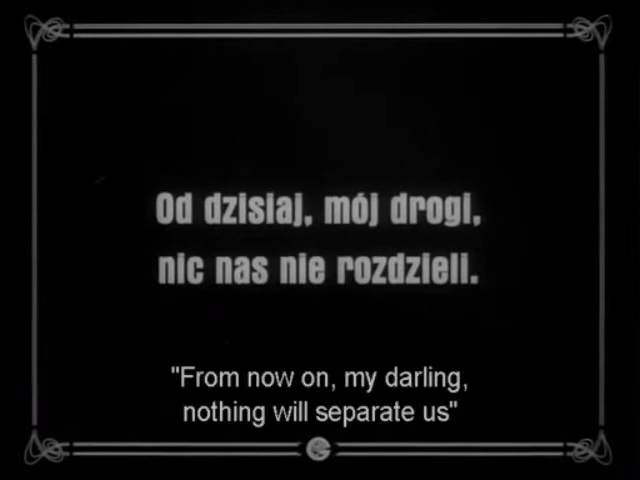 Od dzisiaj, mój drogi,
nic nas nie rozdzieli.
"From now on, my darling,
nothing will separate us"